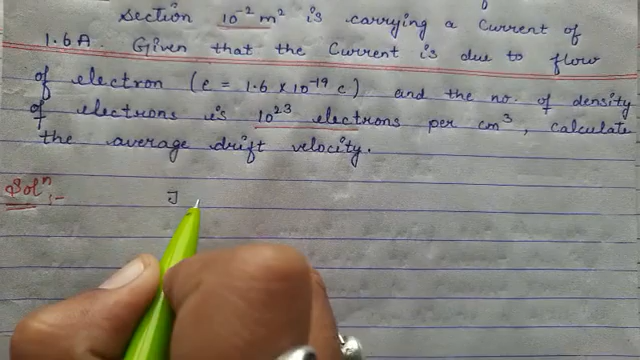 section 10⁻² m² is carrying a current of
1.6A. Given that the current is due to flow
of electron (e = 1.6 × 10⁻¹⁹ c) and the no. of density
of electrons is 10²³ electrons per cm³, calculate
the average drift velocity.
Solⁿ :-